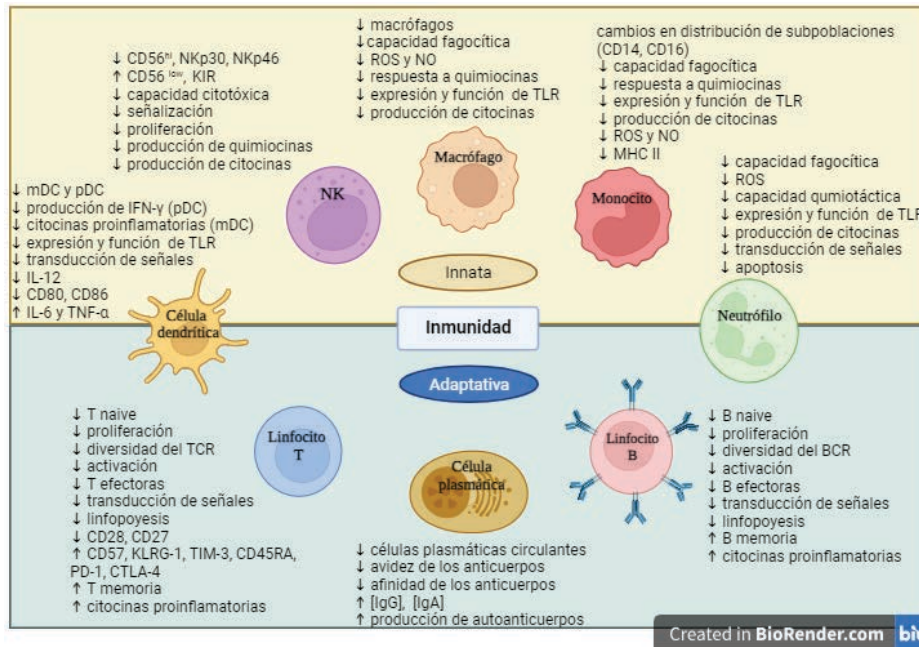 ↓ macrófagos
↓capacidad fagocítica
↓ ROS y NO
↓ respuesta a quimiocinas
↓ expresión y función de TLR
↓ producción de citocinas
Macrófago
cambios en distribución de subpoblaciones
(CD14, CD16)
↓ capacidad fagocítica
↓ respuesta a quimiocinas
↓ expresión y función de TLR
↓ producción de citocinas
↓ ROS y NO
↓ MHC II
Monocito
↓ CD56ʰⁱ, NKp30, NKp46
↑ CD56 ˡᵒʷ, KIR
↓ capacidad citotóxica
↓ señalización
↓ proliferación
↓ producción de quimiocinas
↓ producción de citocinas
NK
↓ capacidad fagocítica
↓ ROS
↓ capacidad qumiotáctica
↓ expresión y función de TLR
↓ producción de citocinas
↓ transducción de señales
↓ apoptosis
Neutrófilo
↓ mDC y pDC
↓ producción de IFN-γ (pDC)
↓ citocinas proinflamatorias (mDC)
↓ expresión y función de TLR
↓ transducción de señales
↓ IL-12
↓ CD80, CD86
↑ IL-6 y TNF-α
Célula
dendrítica
Innata
Inmunidad
Adaptativa
↓ T naive
↓ proliferación
↓ diversidad del TCR
↓ activación
↓ T efectoras
↓ transducción de señales
↓ linfopoyesis
↓ CD28, CD27
↑ CD57, KLRG-1, TIM-3, CD45RA,
PD-1, CTLA-4
↑ T memoria
↑ citocinas proinflamatorias
Linfocito
T
Célula
plasmática
↓ células plasmáticas circulantes
↓ avidez de los anticuerpos
↓ afinidad de los anticuerpos
↑ [IgG], [IgA]
↑ producción de autoanticuerpos
Linfocito
B
↓ B naive
↓ proliferación
↓ diversidad del BCR
↓ activación
↓ B efectoras
↓ transducción de señales
↓ linfopoyesis
↑ B memoria
↑ citocinas proinflamatorias
Created in BioRender.com